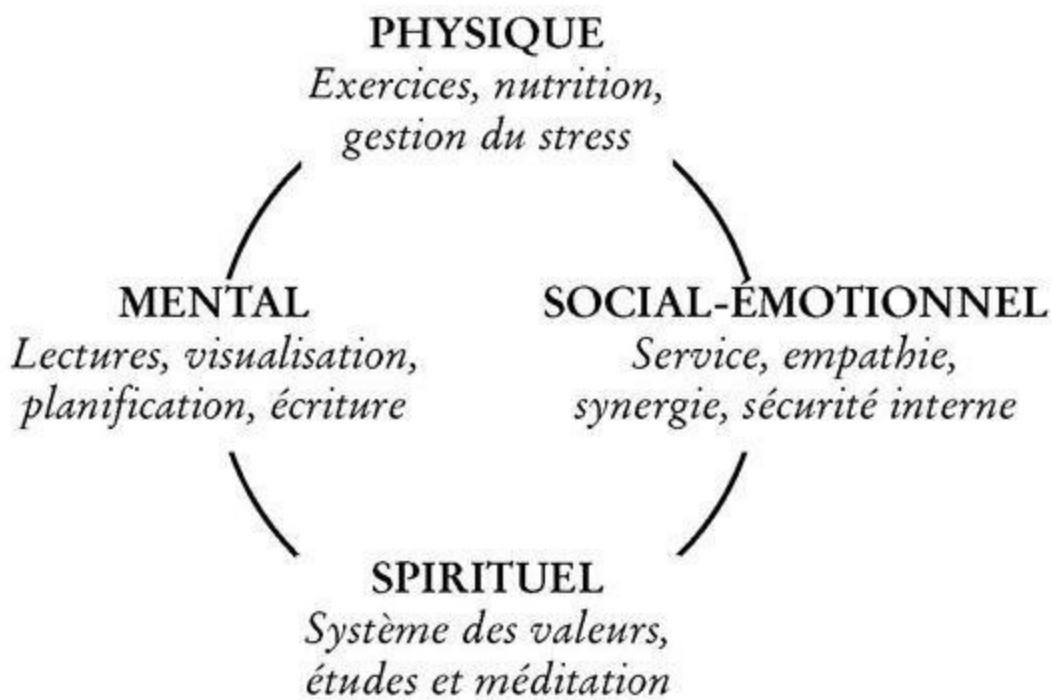 PHYSIQUE
Exercices, nutrition,
gestion du stress
MENTAL
Lectures, visualisation,
planification, écriture
SOCIAL-ÉMOTIONNEL
Service, empathie,
synergie, sécurité interne
SPIRITUEL
Système des valeurs,
études et méditation